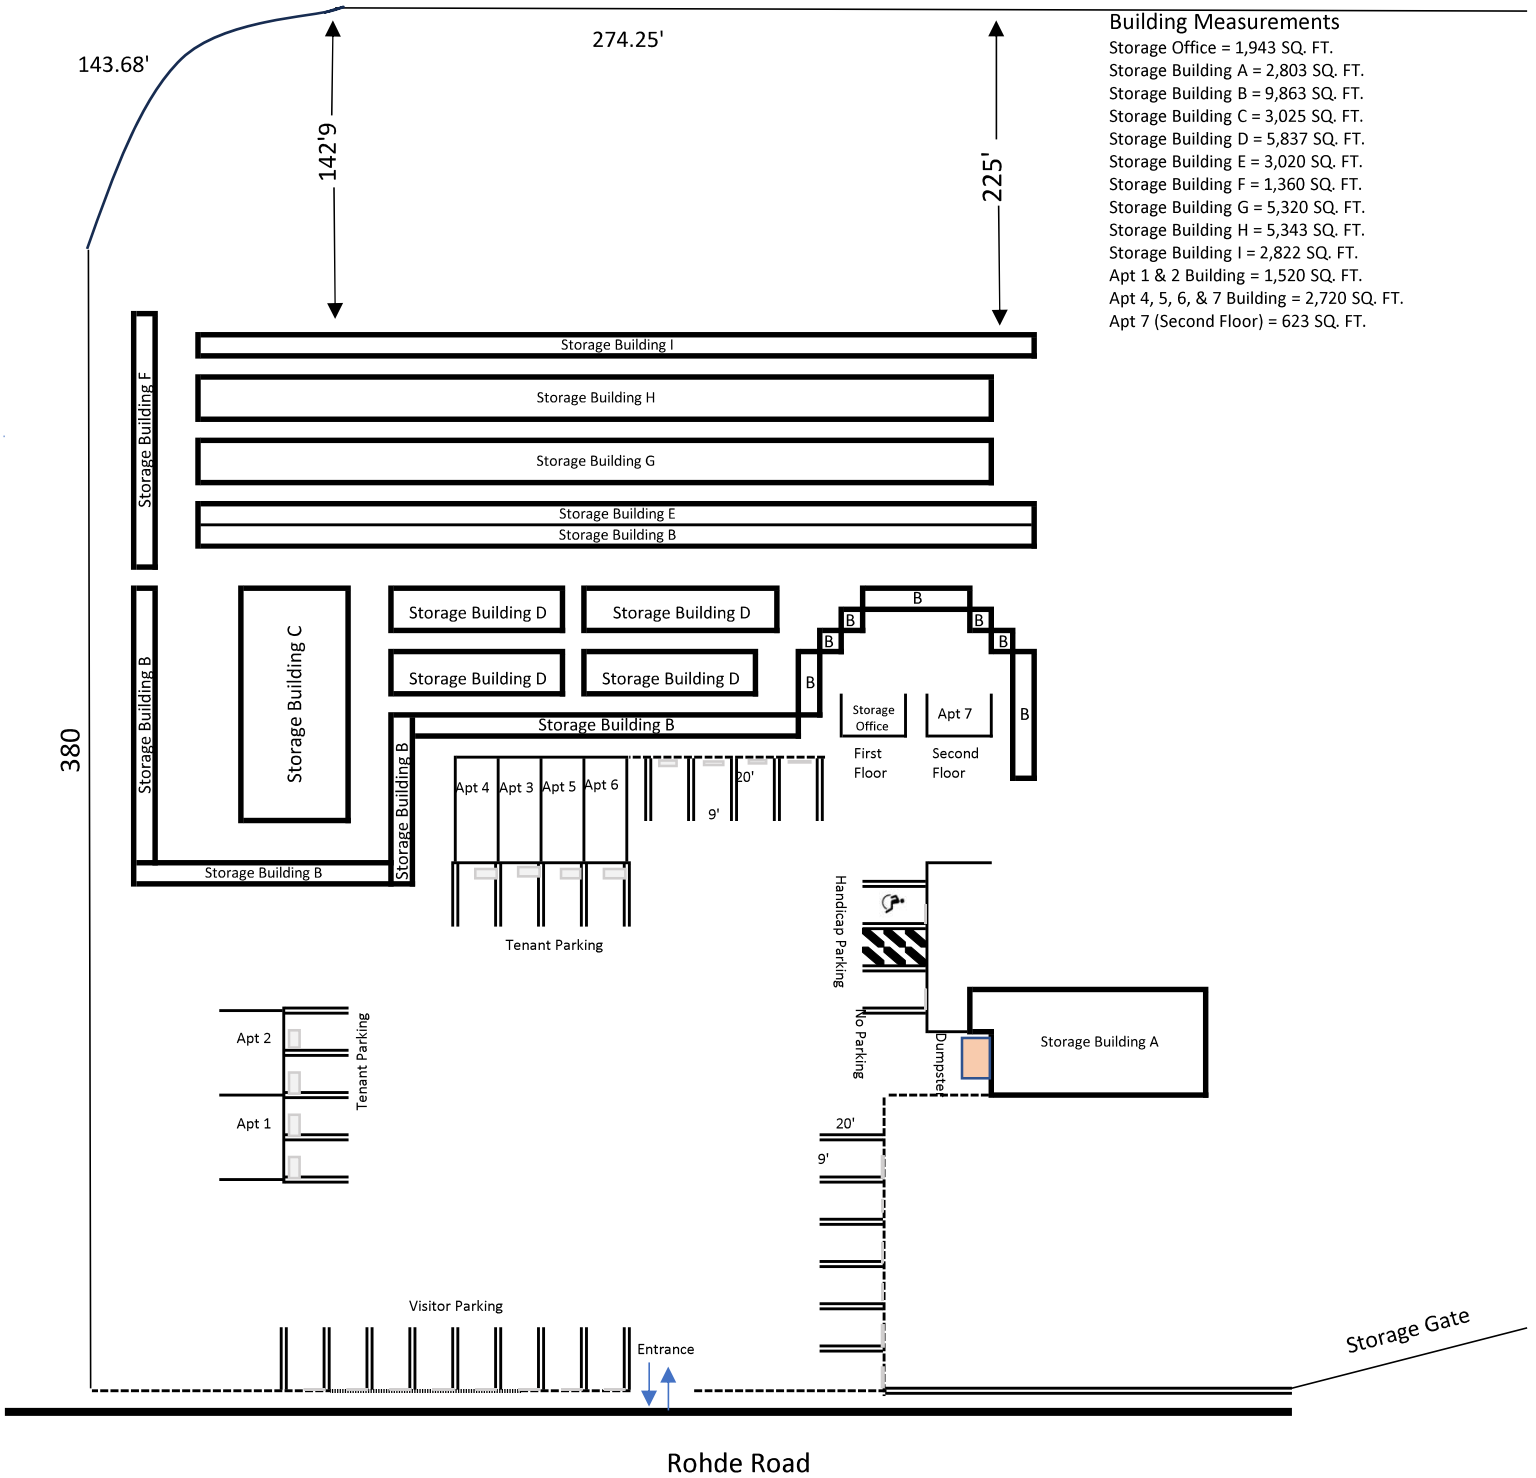 Building Measurements
Storage Office = 1,943 SQ. FT.
Storage Building A = 2,803 SQ. FT.
Storage Building B = 9,863 SQ. FT.
Storage Building C = 3,025 SQ. FT.
Storage Building D = 5,837 SQ. FT.
Storage Building E = 3,020 SQ. FT.
Storage Building F = 1,360 SQ. FT.
Storage Building G = 5,320 SQ. FT.
Storage Building H = 5,343 SQ. FT.
Storage Building I = 2,822 SQ. FT.
Apt 1 & 2 Building = 1,520 SQ. FT.
Apt 4, 5, 6, & 7 Building = 2,720 SQ. FT.
Apt 7 (Second Floor) = 623 SQ. FT.
274.25'
143.68'
142'9
225'
Storage Building I
Storage Building F
Storage Building H
Storage Building G
Storage Building E
Storage Building B
B
Storage Building D
Storage Building D
B
B
B
B
Storage Building C
Storage Building B
Storage Building D
Storage Building D
B
B
Storage
Office
Apt 7
Storage Building B
380
First
Floor
Second
Floor
Storage Building B
Apt 4
Apt 3
Apt 5
Apt 6
20'
9'
Storage Building B
Handicap Parking
Tenant Parking
No Parking
Dumpster
Storage Building A
Apt 2
Tenant Parking
Apt 1
20'
9'
Visitor Parking
Entrance
Storage Gate
Rohde Road